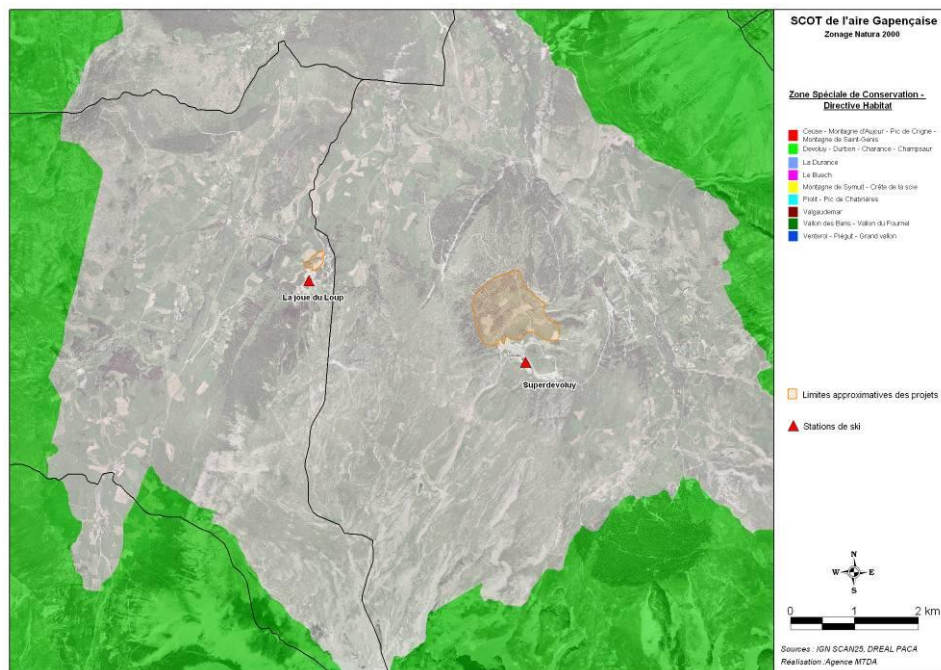 SCOT de l'aire Gapençaise
Zonage Natura 2000
Zone Spéciale de Conservation -
Directive Habitat
Ceuse - Montagne d'Aujour - Pic de Crigne -
Montagne de Saint-Genis
Devoluy - Durbon - Charance - Champsaur
La Durance
Le Buech
Montagne de Symuit - Crête de la scie
Piolit - Pic de Chabrières
Valgaudemar
Vallon des Bans - Vallon du Fournel
Venterol - Piégut - Grand vallon
La joue du Loup
Superdevoluy
Limites approximatives des projets
Stations de ski
N
W E
S
0 1 2 km
Sources : IGN SCAN25, DREAL PACA
Réalisation : Agence MTDA